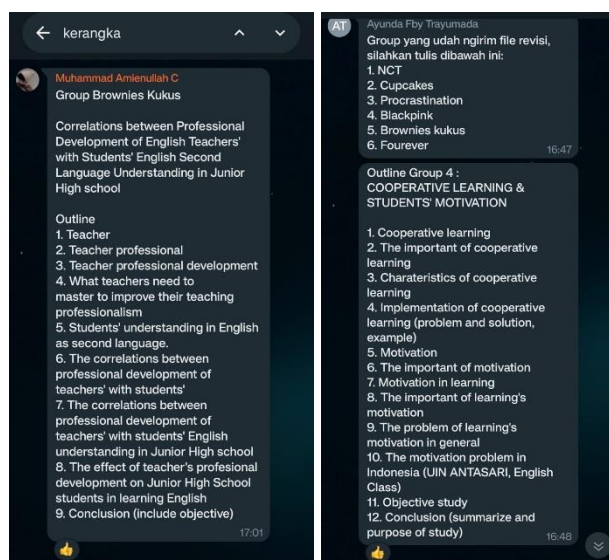 kerangka
Muhammad Amienullah C
Group Brownies Kukus
Correlations between Professional
Development of English Teachers'
with Students' English Second
Language Understanding in Junior
High school
Outline
1. Teacher
2. Teacher professional
3. Teacher professional development
4. What teachers need to
master to improve their teaching
professionalism
5. Students' understanding in English
as second language.
6. The correlations between
professional development of
teachers' with students'
7. The correlations between
professional development of
teachers' with students' English
understanding in Junior High school
8. The effect of teacher's profesional
development on Junior High School
students in learning English
9. Conclusion (include objective)
17:01
AT
Ayunda Fby Trayumada
Group yang udah ngirim file revisi,
silahkan tulis dibawah ini:
1. NCT
2. Cupcakes
3. Procrastination
4. Blackpink
5. Brownies kukus
6. Fourever
16:47
Outline Group 4 :
COOPERATIVE LEARNING &
STUDENTS' MOTIVATION
1. Cooperative learning
2. The important of cooperative
learning
3. Charateristics of cooperative
learning
4. Implementation of cooperative
learning (problem and solution,
example)
5. Motivation
6. The important of motivation
7. Motivation in learning
8. The important of learning's
motivation
9. The problem of learning's
motivation in general
10. The motivation problem in
Indonesia (UIN ANTASARI, English
Class)
11. Objective study
12. Conclusion (summarize and
purpose of study)
16:48